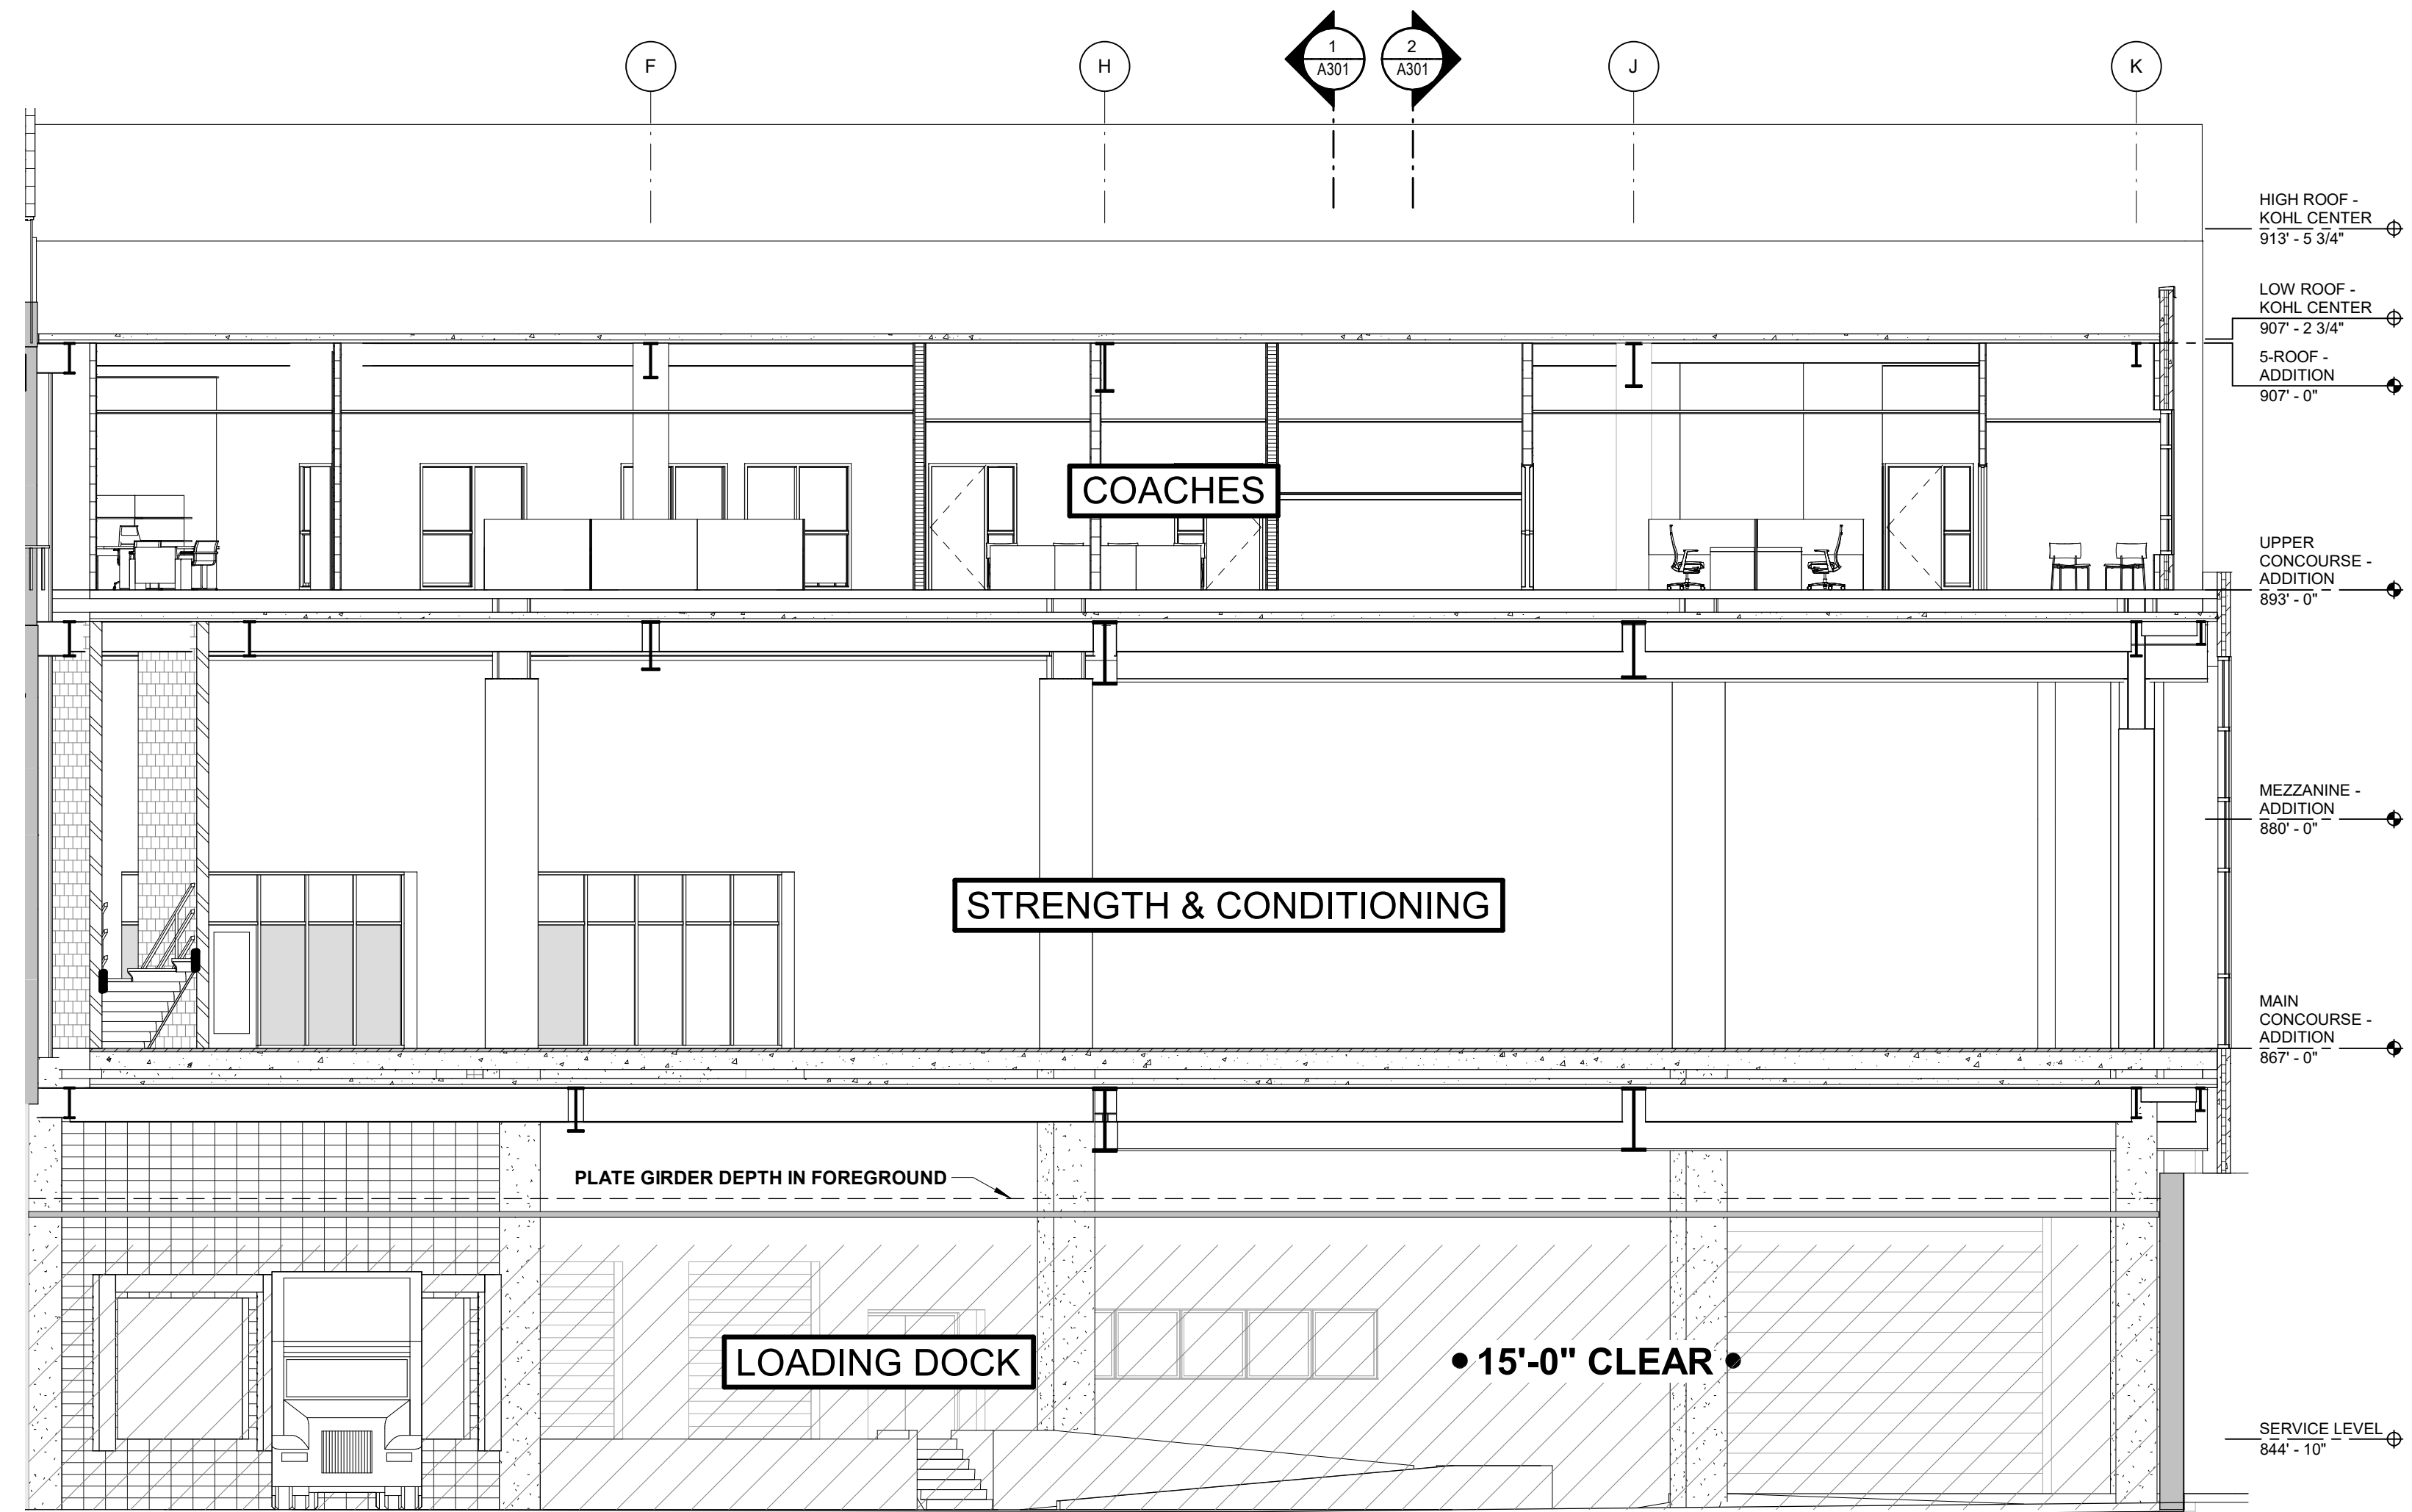 F
H
1
A301
2
A301
J
K
HIGH ROOF -
KOHL CENTER
913' - 5 3/4"
LOW ROOF -
KOHL CENTER
907' - 2 3/4"
5-ROOF -
ADDITION
907' - 0"
COACHES
UPPER
CONCOURSE -
ADDITION
893' - 0"
MEZZANINE -
ADDITION
880' - 0"
STRENGTH & CONDITIONING
MAIN
CONCOURSE -
ADDITION
867' - 0"
PLATE GIRDER DEPTH IN FOREGROUND
LOADING DOCK
15'-0" CLEAR
SERVICE LEVEL
844' - 10"